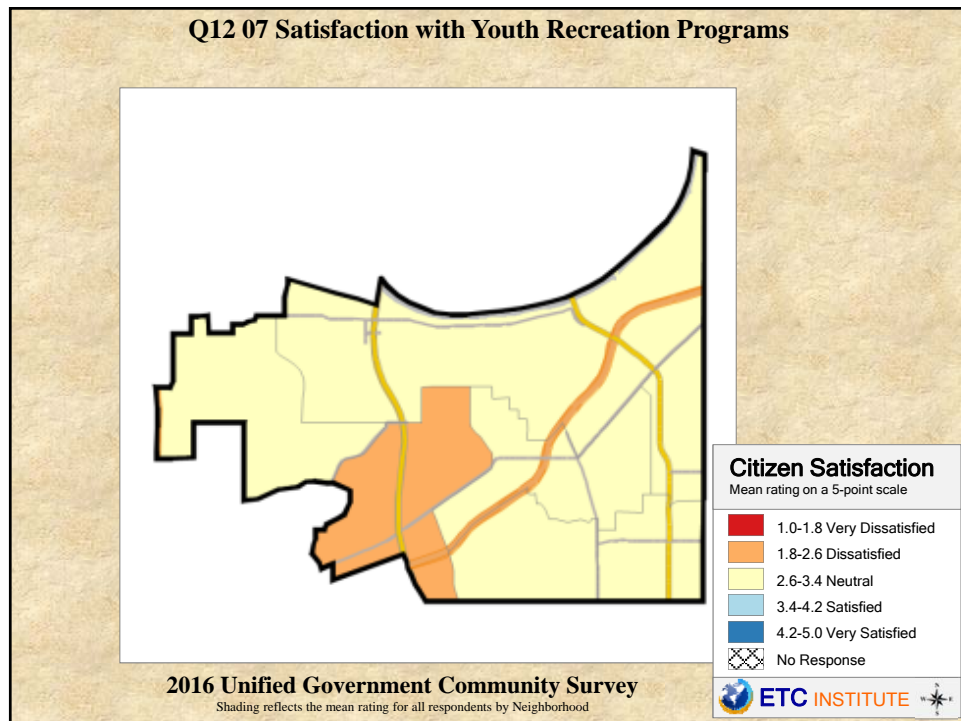 Q12 07 Satisfaction with Youth Recreation Programs
Citizen Satisfaction
Mean rating on a 5-point scale
1.0-1.8 Very Dissatisfied
1.8-2.6 Dissatisfied
2.6-3.4 Neutral
3.4-4.2 Satisfied
4.2-5.0 Very Satisfied
No Response
ETC INSTITUTE
2016 Unified Government Community Survey
Shading reflects the mean rating for all respondents by Neighborhood